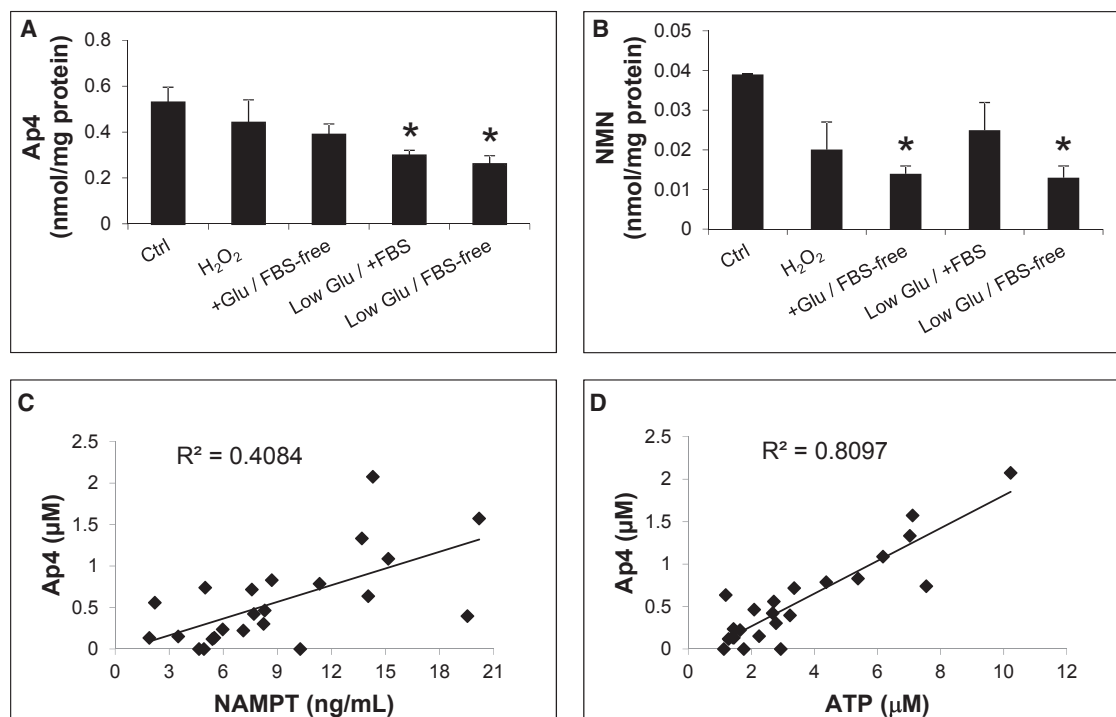 A
Ap4
(nmol/mg protein)
0.8
0.6
0.4
0.2
0
*
*
Ctrl
H₂O₂
+Glu / FBS-free
Low Glu / +FBS
Low Glu / FBS-free
B
NMN
(nmol/mg protein)
0.05
0.04
0.03
0.02
0.01
0
*
*
Ctrl
H₂O₂
+Glu / FBS-free
Low Glu / +FBS
Low Glu / FBS-free
C
R² = 0.4084
Ap4 (µM)
2.5
2
1.5
1
0.5
0
0 3 6 9 12 15 18 21
NAMPT (ng/mL)
D
R² = 0.8097
Ap4 (µM)
2.5
2
1.5
1
0.5
0
0 2 4 6 8 10 12
ATP (µM)